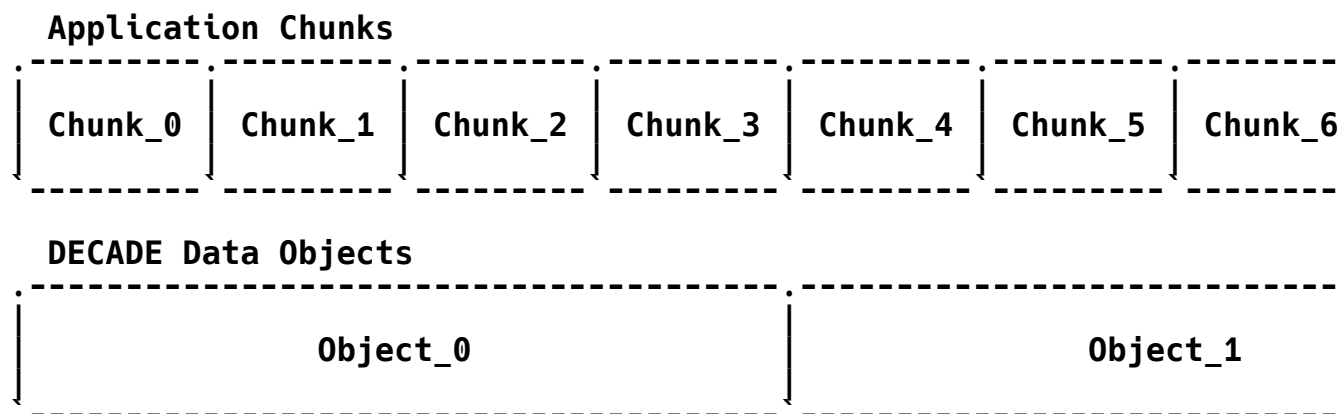 Application Chunks
Chunk_0 Chunk_1 Chunk_2 Chunk_3 Chunk_4 Chunk_5 Chunk_6
DECADE Data Objects
Object_0 Object_1